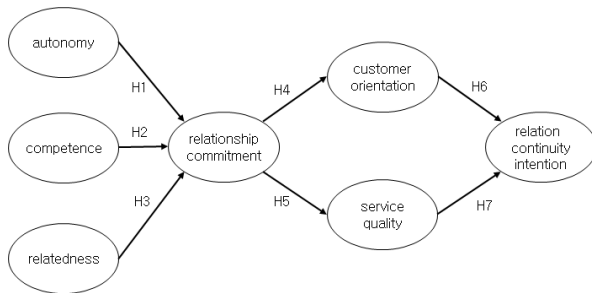 autonomy
H1
competence
H2
relatedness
H3
relationship
commitment
H4
H5
customer
orientation
service
quality
H6
H7
relation
continuity
intention